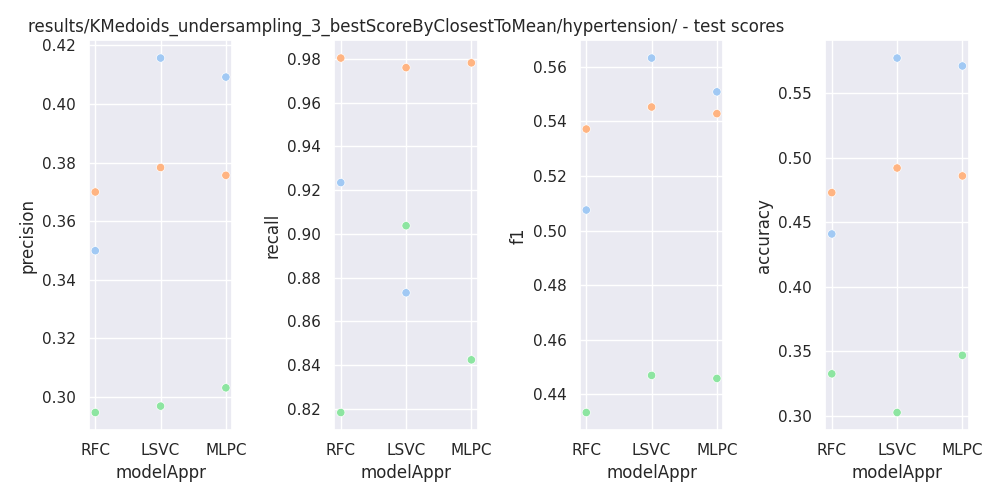 results/KMedoids_undersampling_3_bestScoreByClosestToMean/hypertension/ - test scores
precision
0.42
0.40
0.38
0.36
0.34
0.32
0.30
RFC LSVC MLPC
modelAppr
recall
0.98
0.96
0.94
0.92
0.90
0.88
0.86
0.84
0.82
RFC LSVC MLPC
modelAppr
f1
0.56
0.54
0.52
0.50
0.48
0.46
0.44
RFC LSVC MLPC
modelAppr
accuracy
0.55
0.50
0.45
0.40
0.35
0.30
RFC LSVC MLPC
modelAppr